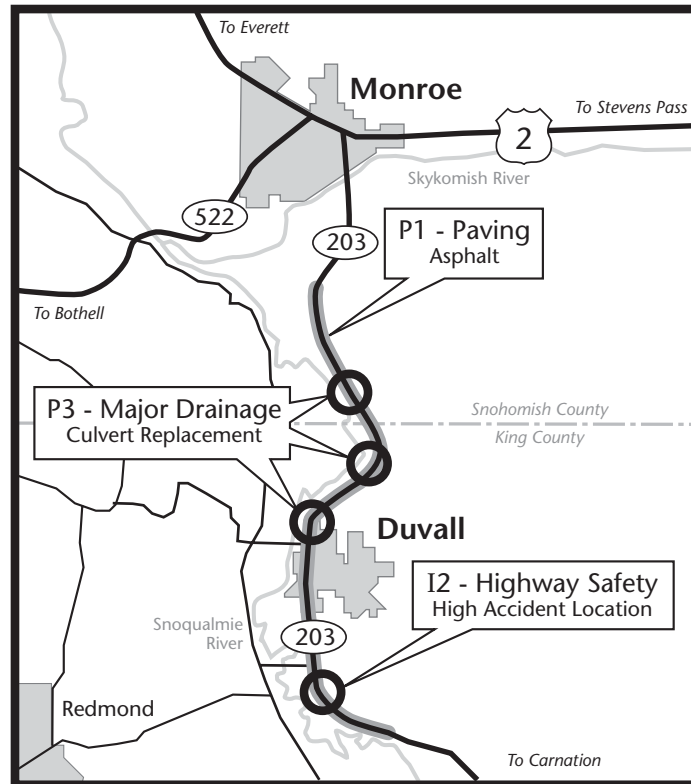 To Everett
Monroe
To Stevens Pass
2
Skykomish River
522
203
P1 - Paving
Asphalt
To Bothell
P3 - Major Drainage
Culvert Replacement
Snohomish County
King County
Duvall
I2 - Highway Safety
High Accident Location
Snoqualmie
River
203
Redmond
To Carnation